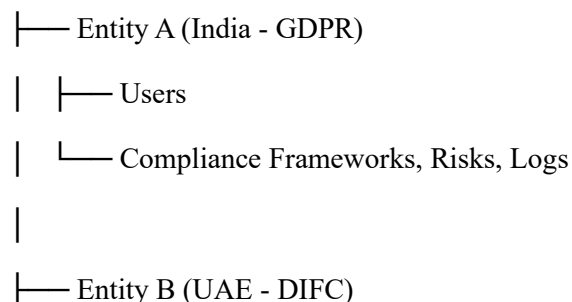 ├── Entity A (India - GDPR)
│ ├── Users
│ └── Compliance Frameworks, Risks, Logs
│
├── Entity B (UAE - DIFC)